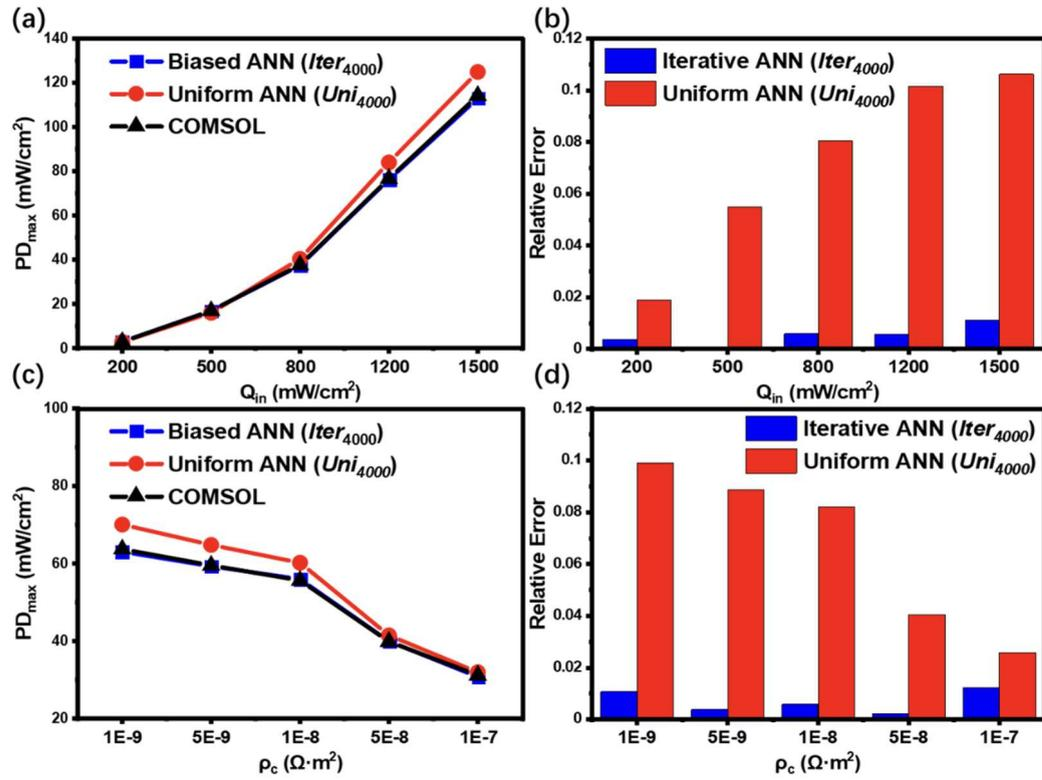 (a)
140
120
100
80
60
40
20
0
PDmax (mW/cm²)
Biased ANN (Iter4000)
Uniform ANN (Uni4000)
COMSOL
200 500 800 1200 1500
Qin (mW/cm²)
(b)
0.12
0.1
0.08
0.06
0.04
0.02
0
Relative Error
Iterative ANN (Iter4000)
Uniform ANN (Uni4000)
200 500 800 1200 1500
Qin (mW/cm²)
(c)
100
80
60
40
20
PDmax (mW/cm²)
Biased ANN (Iter4000)
Uniform ANN (Uni4000)
COMSOL
1E-9 5E-9 1E-8 5E-8 1E-7
ρc (Ω·m²)
(d)
0.12
0.1
0.08
0.06
0.04
0.02
0
Relative Error
Iterative ANN (Iter4000)
Uniform ANN (Uni4000)
1E-9 5E-9 1E-8 5E-8 1E-7
ρc (Ω·m²)